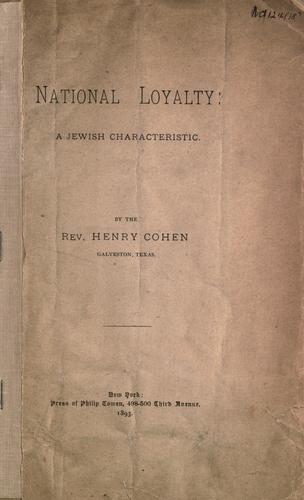 NATIONAL LOYALTY:
A JEWISH CHARACTERISTIC.
BY THE
REV. HENRY COHEN
GALVESTON, TEXAS.
New York:
Press of Philip Cowen, 498-500 Third Avenue.
1893.